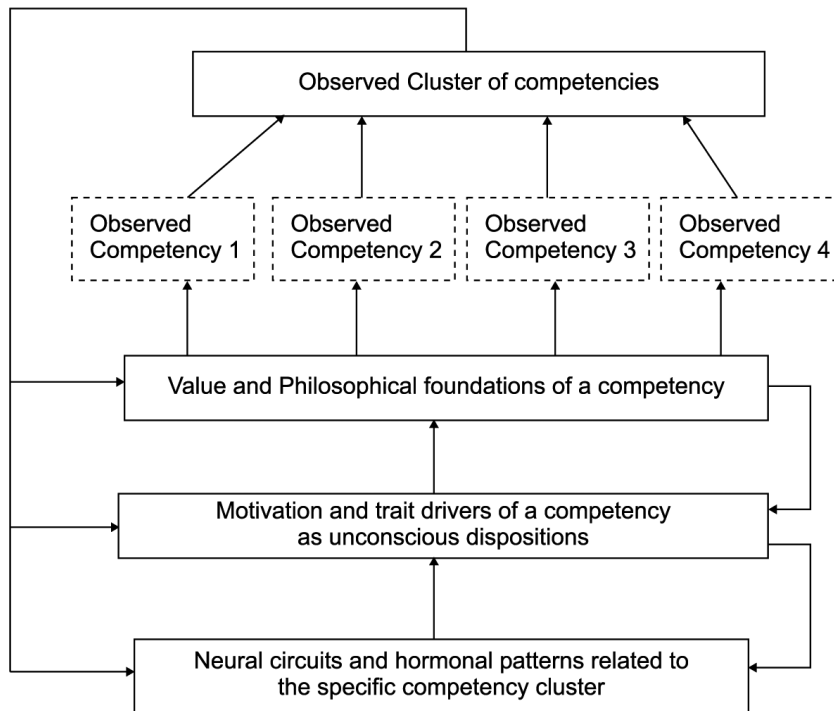 Observed Cluster of competencies
Observed
Competency 1
Observed
Competency 2
Observed
Competency 3
Observed
Competency 4
Value and Philosophical foundations of a competency
Motivation and trait drivers of a competency
as unconscious dispositions
Neural circuits and hormonal patterns related to
the specific competency cluster